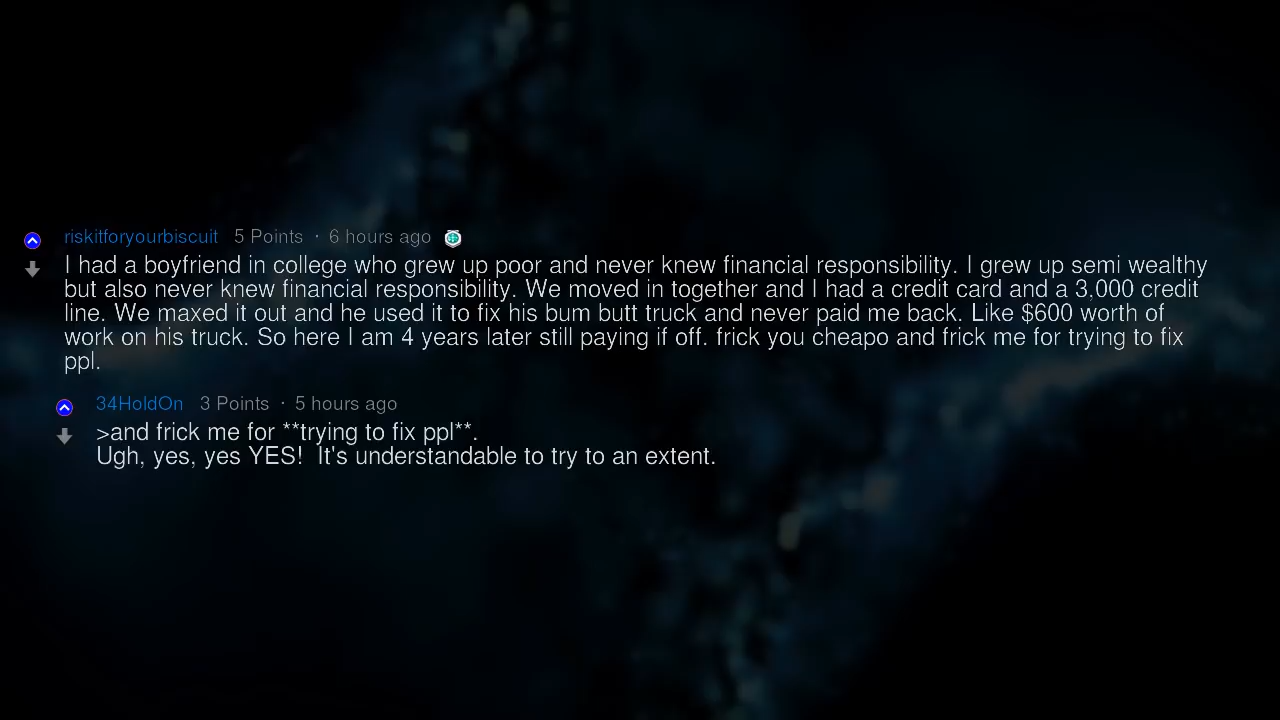 riskitforyourbiscuit 5 Points · 6 hours ago
I had a boyfriend in college who grew up poor and never knew financial responsibility. I grew up semi wealthy
but also never knew financial responsibility. We moved in together and I had a credit card and a 3,000 credit
line. We maxed it out and he used it to fix his bum butt truck and never paid me back. Like $600 worth of
work on his truck. So here I am 4 years later still paying if off. frick you cheapo and frick me for trying to fix
ppl.
34HoldOn 3 Points · 5 hours ago
>and frick me for **trying to fix ppl**.
Ugh, yes, yes YES!  It's understandable to try to an extent.